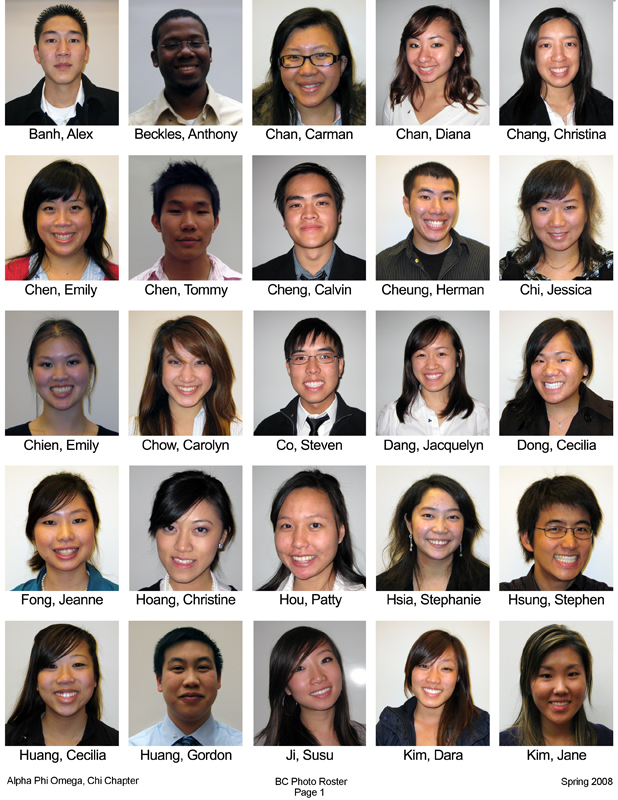 Banh, Alex
Beckles, Anthony
Chan, Carman
Chan, Diana
Chang, Christina
Chen, Emily
Chen, Tommy
Cheng, Calvin
Cheung, Herman
Chi, Jessica
Chien, Emily
Chow, Carolyn
Co, Steven
Dang, Jacquelyn
Dong, Cecilia
Fong, Jeanne
Hoang, Christine
Hou, Patty
Hsia, Stephanie
Hsung, Stephen
Huang, Cecilia
Huang, Gordon
Ji, Susu
Kim, Dara
Kim, Jane
Alpha Phi Omega, Chi Chapter
BC Photo Roster
Page 1
Spring 2008